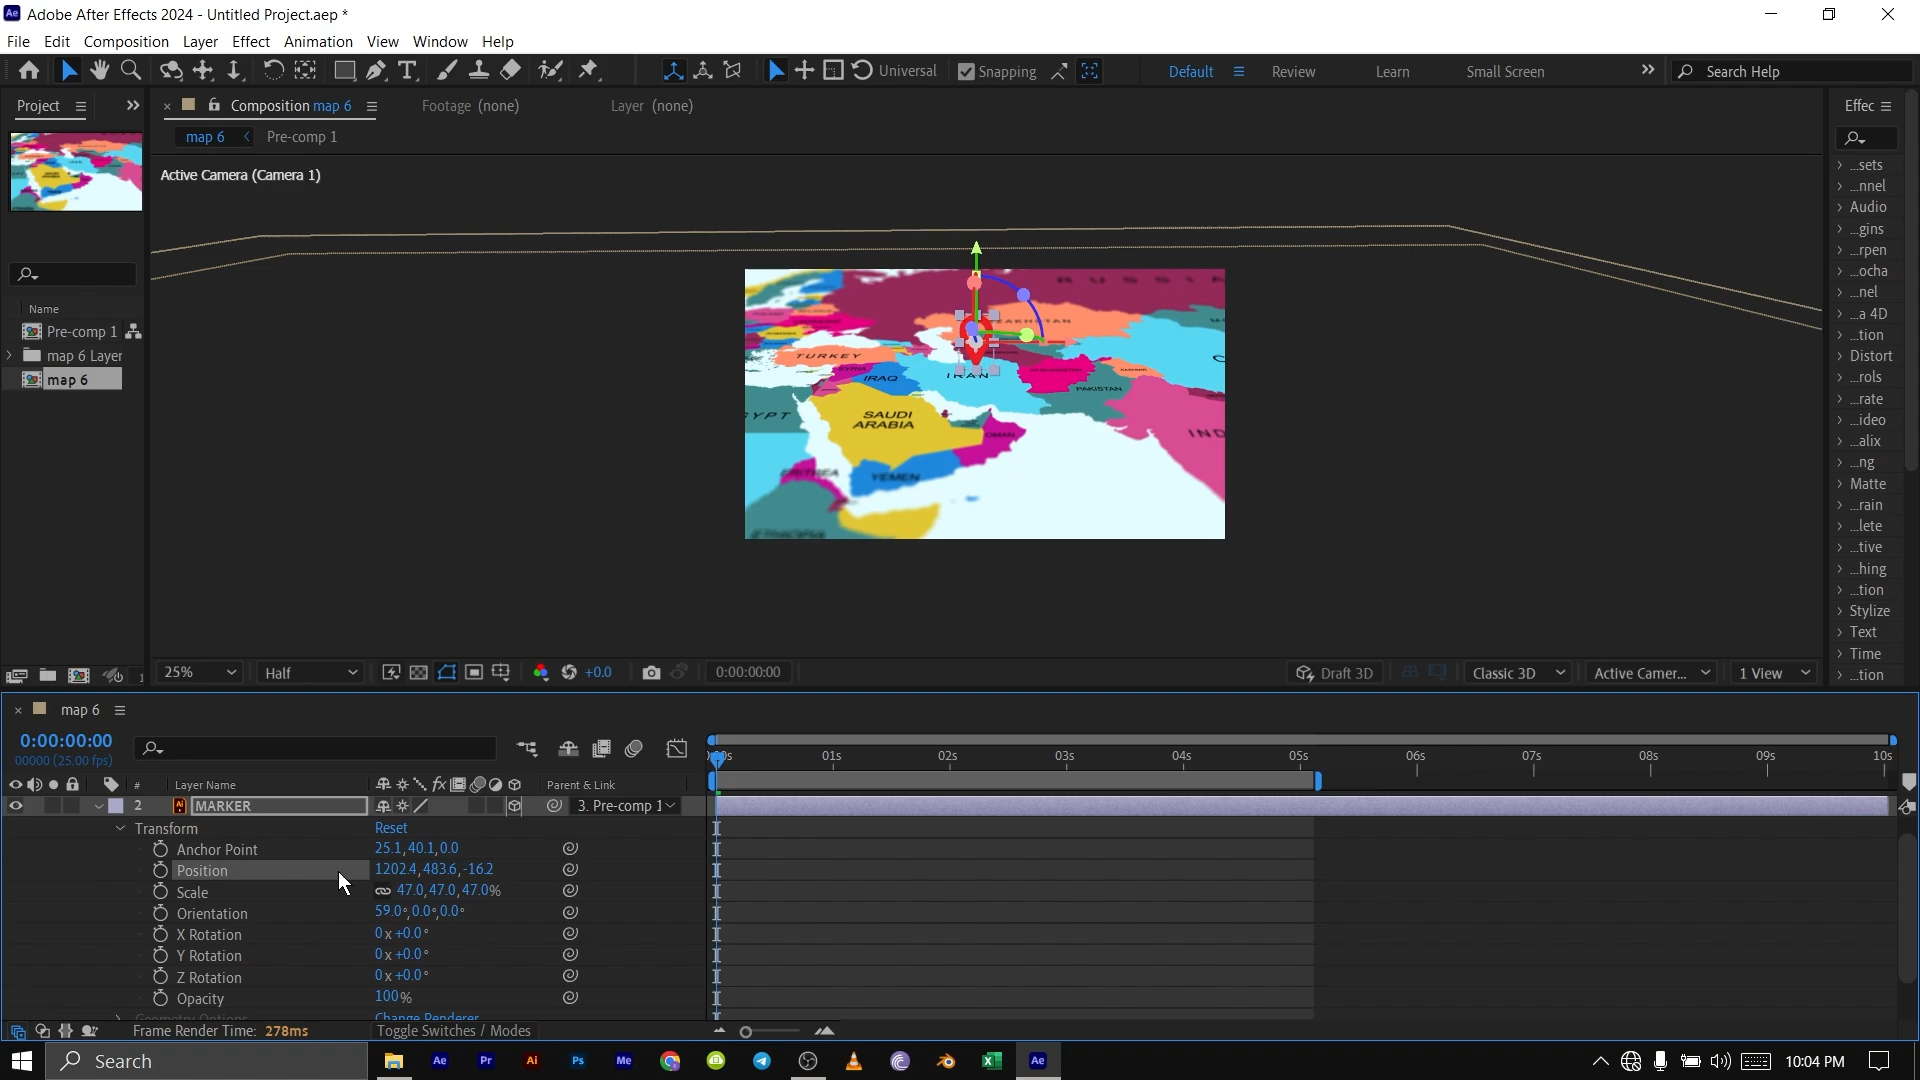 Adobe After Effects 2024 - Untitled Project.aep *
File Edit Composition Layer Effect Animation View Window Help
Universal Snapping Default Review Learn Small Screen Search Help
Project Composition map 6 Footage (none) Layer (none) Effec
map 6 Pre-comp 1
Active Camera (Camera 1)
...sets
...nnel
Audio
...gins
...rpen
...ocha
...nel
...a 4D
...tion
Distort
...rols
...rate
...ideo
...alix
...ng
Matte
...rain
...lete
...tive
...hing
...tion
Stylize
Text
Time
...tion
Name
Pre-comp 1
map 6 Layer
map 6
RUSSI
TURKEY
SYRIA
IRAQ
IRAN
AFGHANISTAN
PAKISTAN
SAUDI
ARABIA
OMAN
YPT
IND
ERITREA
YEMEN
25% Half +0.0 0:00:00:00 Draft 3D Classic 3D Active Camer... 1 View
map 6
0:00:00:00
00000 (25.00 fps)
01s 02s 03s 04s 05s 06s 07s 08s 09s 10s
# Layer Name Parent & Link
2 MARKER 3. Pre-comp 1
Transform Reset
Anchor Point 25.1,40.1,0.0
Position 1202.4,483.6,-16.2
Scale 47.0,47.0,47.0%
Orientation 59.0°,0.0°,0.0°
X Rotation 0x+0.0°
Y Rotation 0x+0.0°
Z Rotation 0x+0.0°
Opacity 100%
Geometry Options Change Renderer...
Frame Render Time: 278ms Toggle Switches / Modes
Search 10:04 PM